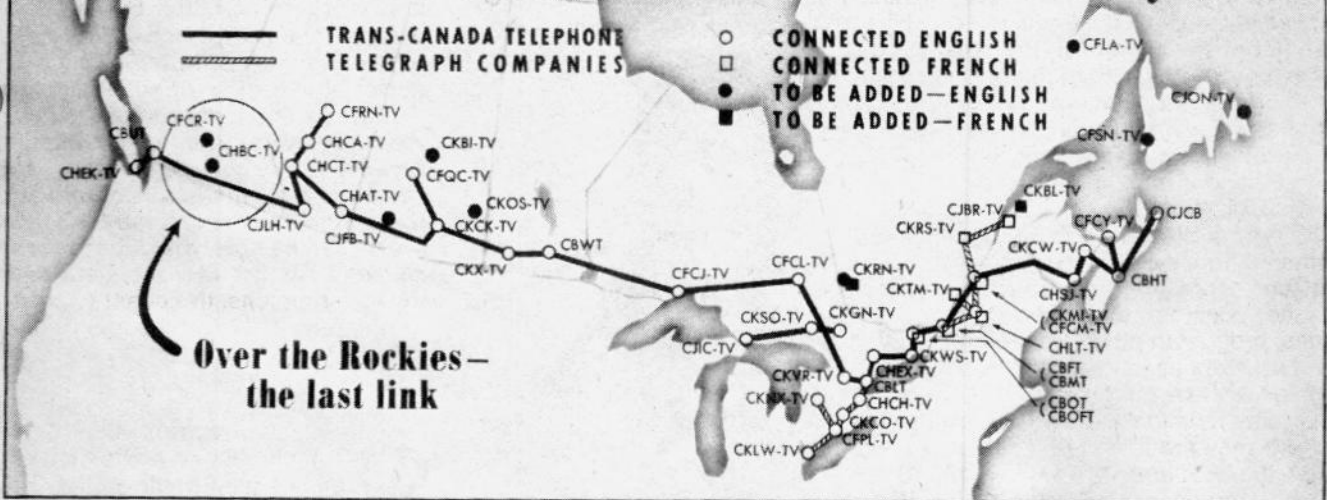 TRANS-CANADA TELEPHONE
TELEGRAPH COMPANIES
CONNECTED ENGLISH
CONNECTED FRENCH
TO BE ADDED—ENGLISH
TO BE ADDED—FRENCH
CFLA-TV
CJON-TV
CFSN-TV
CFRN-TV
CFCR-TV
CHCA-TV
CBUT
CHBC-TV
CHCT-TV
CKBI-TV
CHEK-TV
CFQC-TV
CHAT-TV
CKOS-TV
CJLH-TV
CJFB-TV
CKCK-TV
CKX-TV
CBWT
CFCJ-TV
CFCL-TV
CKRN-TV
CKSO-TV
CKGN-TV
CJIC-TV
CKBL-TV
CJBR-TV
CKRS-TV
CFCY-TV
CJCB
CKCW-TV
CBHT
CHSJ-TV
CKTM-TV
CKMI-TV
CFCM-TV
CHLT-TV
CKWS-TV
CBFT
CBMT
CHEX-TV
CKVR-TV
CBLT
CKNX-TV
CHCH-TV
CBOT
CBOFT
CKCO-TV
CFPL-TV
CKLW-TV
Over the Rockies—
the last link